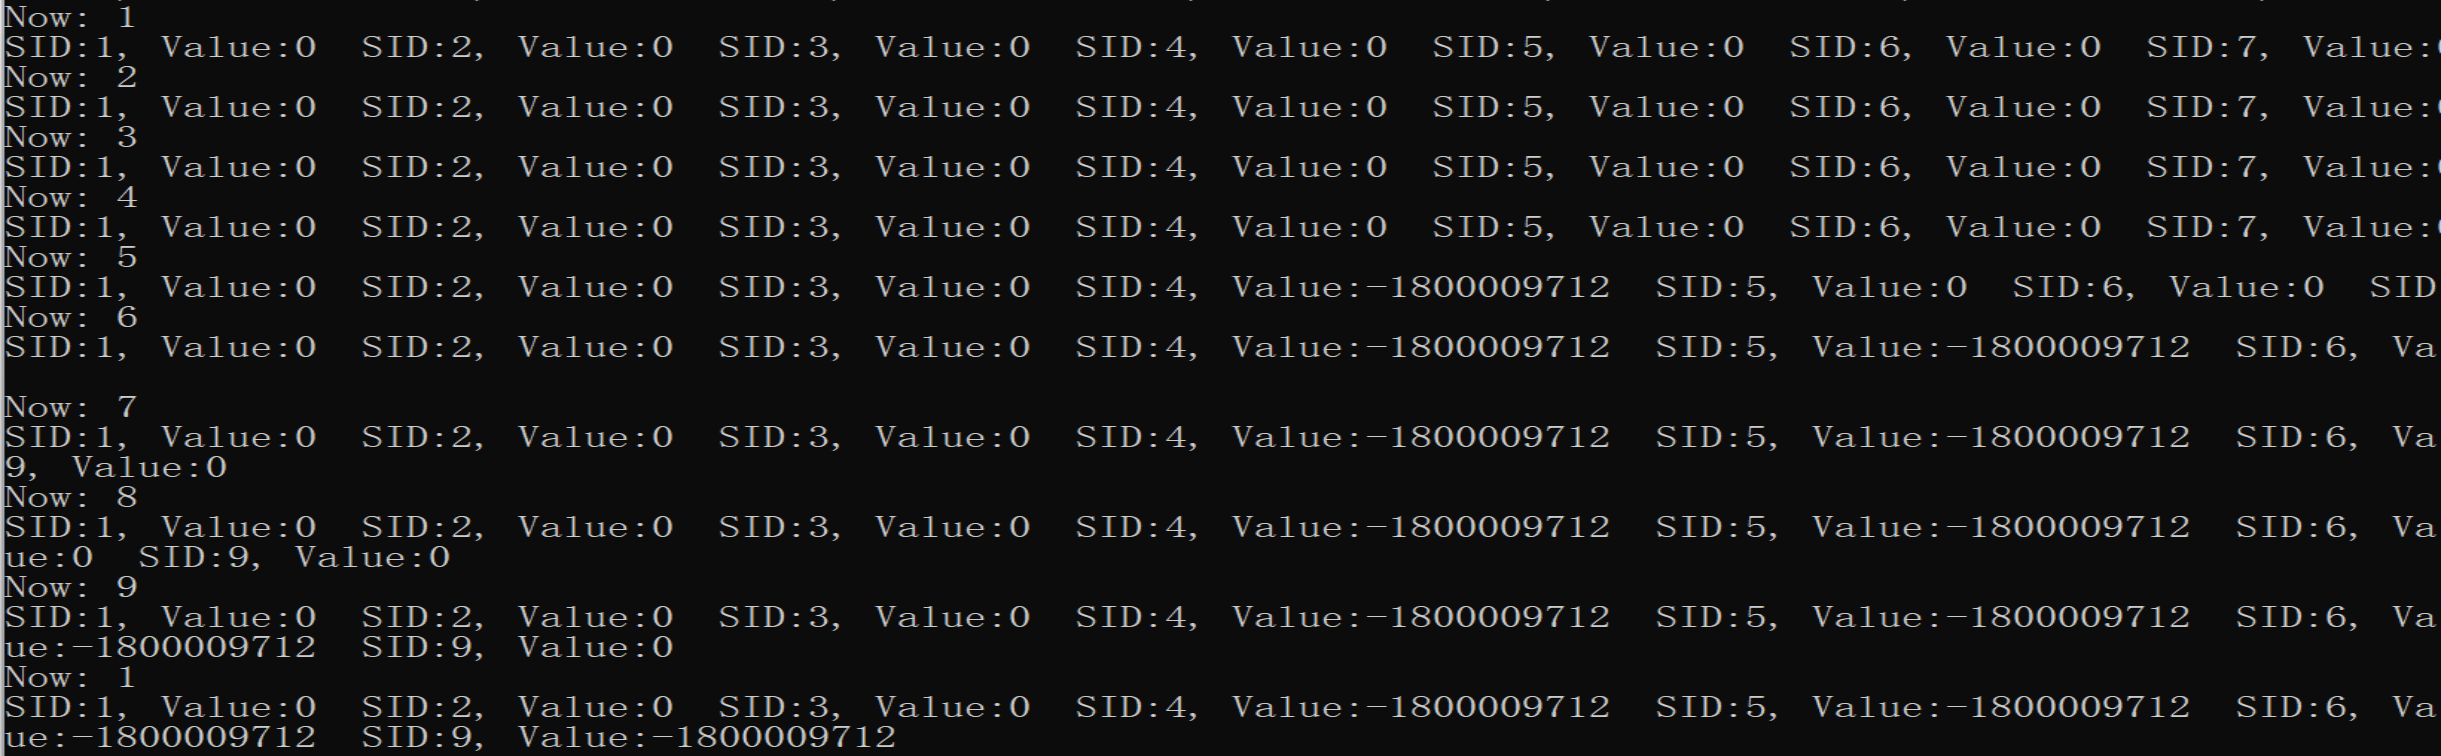 Now: 1
SID:1, Value:0 SID:2, Value:0 SID:3, Value:0 SID:4, Value:0 SID:5, Value:0 SID:6, Value:0 SID:7, Value:
Now: 2
SID:1, Value:0 SID:2, Value:0 SID:3, Value:0 SID:4, Value:0 SID:5, Value:0 SID:6, Value:0 SID:7, Value:
Now: 3
SID:1, Value:0 SID:2, Value:0 SID:3, Value:0 SID:4, Value:0 SID:5, Value:0 SID:6, Value:0 SID:7, Value:
Now: 4
SID:1, Value:0 SID:2, Value:0 SID:3, Value:0 SID:4, Value:0 SID:5, Value:0 SID:6, Value:0 SID:7, Value:
Now: 5
SID:1, Value:0 SID:2, Value:0 SID:3, Value:0 SID:4, Value:-1800009712 SID:5, Value:0 SID:6, Value:0 SID
Now: 6
SID:1, Value:0 SID:2, Value:0 SID:3, Value:0 SID:4, Value:-1800009712 SID:5, Value:-1800009712 SID:6, Va
Now: 7
SID:1, Value:0 SID:2, Value:0 SID:3, Value:0 SID:4, Value:-1800009712 SID:5, Value:-1800009712 SID:6, Va
9, Value:0
Now: 8
SID:1, Value:0 SID:2, Value:0 SID:3, Value:0 SID:4, Value:-1800009712 SID:5, Value:-1800009712 SID:6, Va
ue:0 SID:9, Value:0
Now: 9
SID:1, Value:0 SID:2, Value:0 SID:3, Value:0 SID:4, Value:-1800009712 SID:5, Value:-1800009712 SID:6, Va
ue:-1800009712 SID:9, Value:0
Now: 1
SID:1, Value:0 SID:2, Value:0 SID:3, Value:0 SID:4, Value:-1800009712 SID:5, Value:-1800009712 SID:6, Va
ue:-1800009712 SID:9, Value:-1800009712